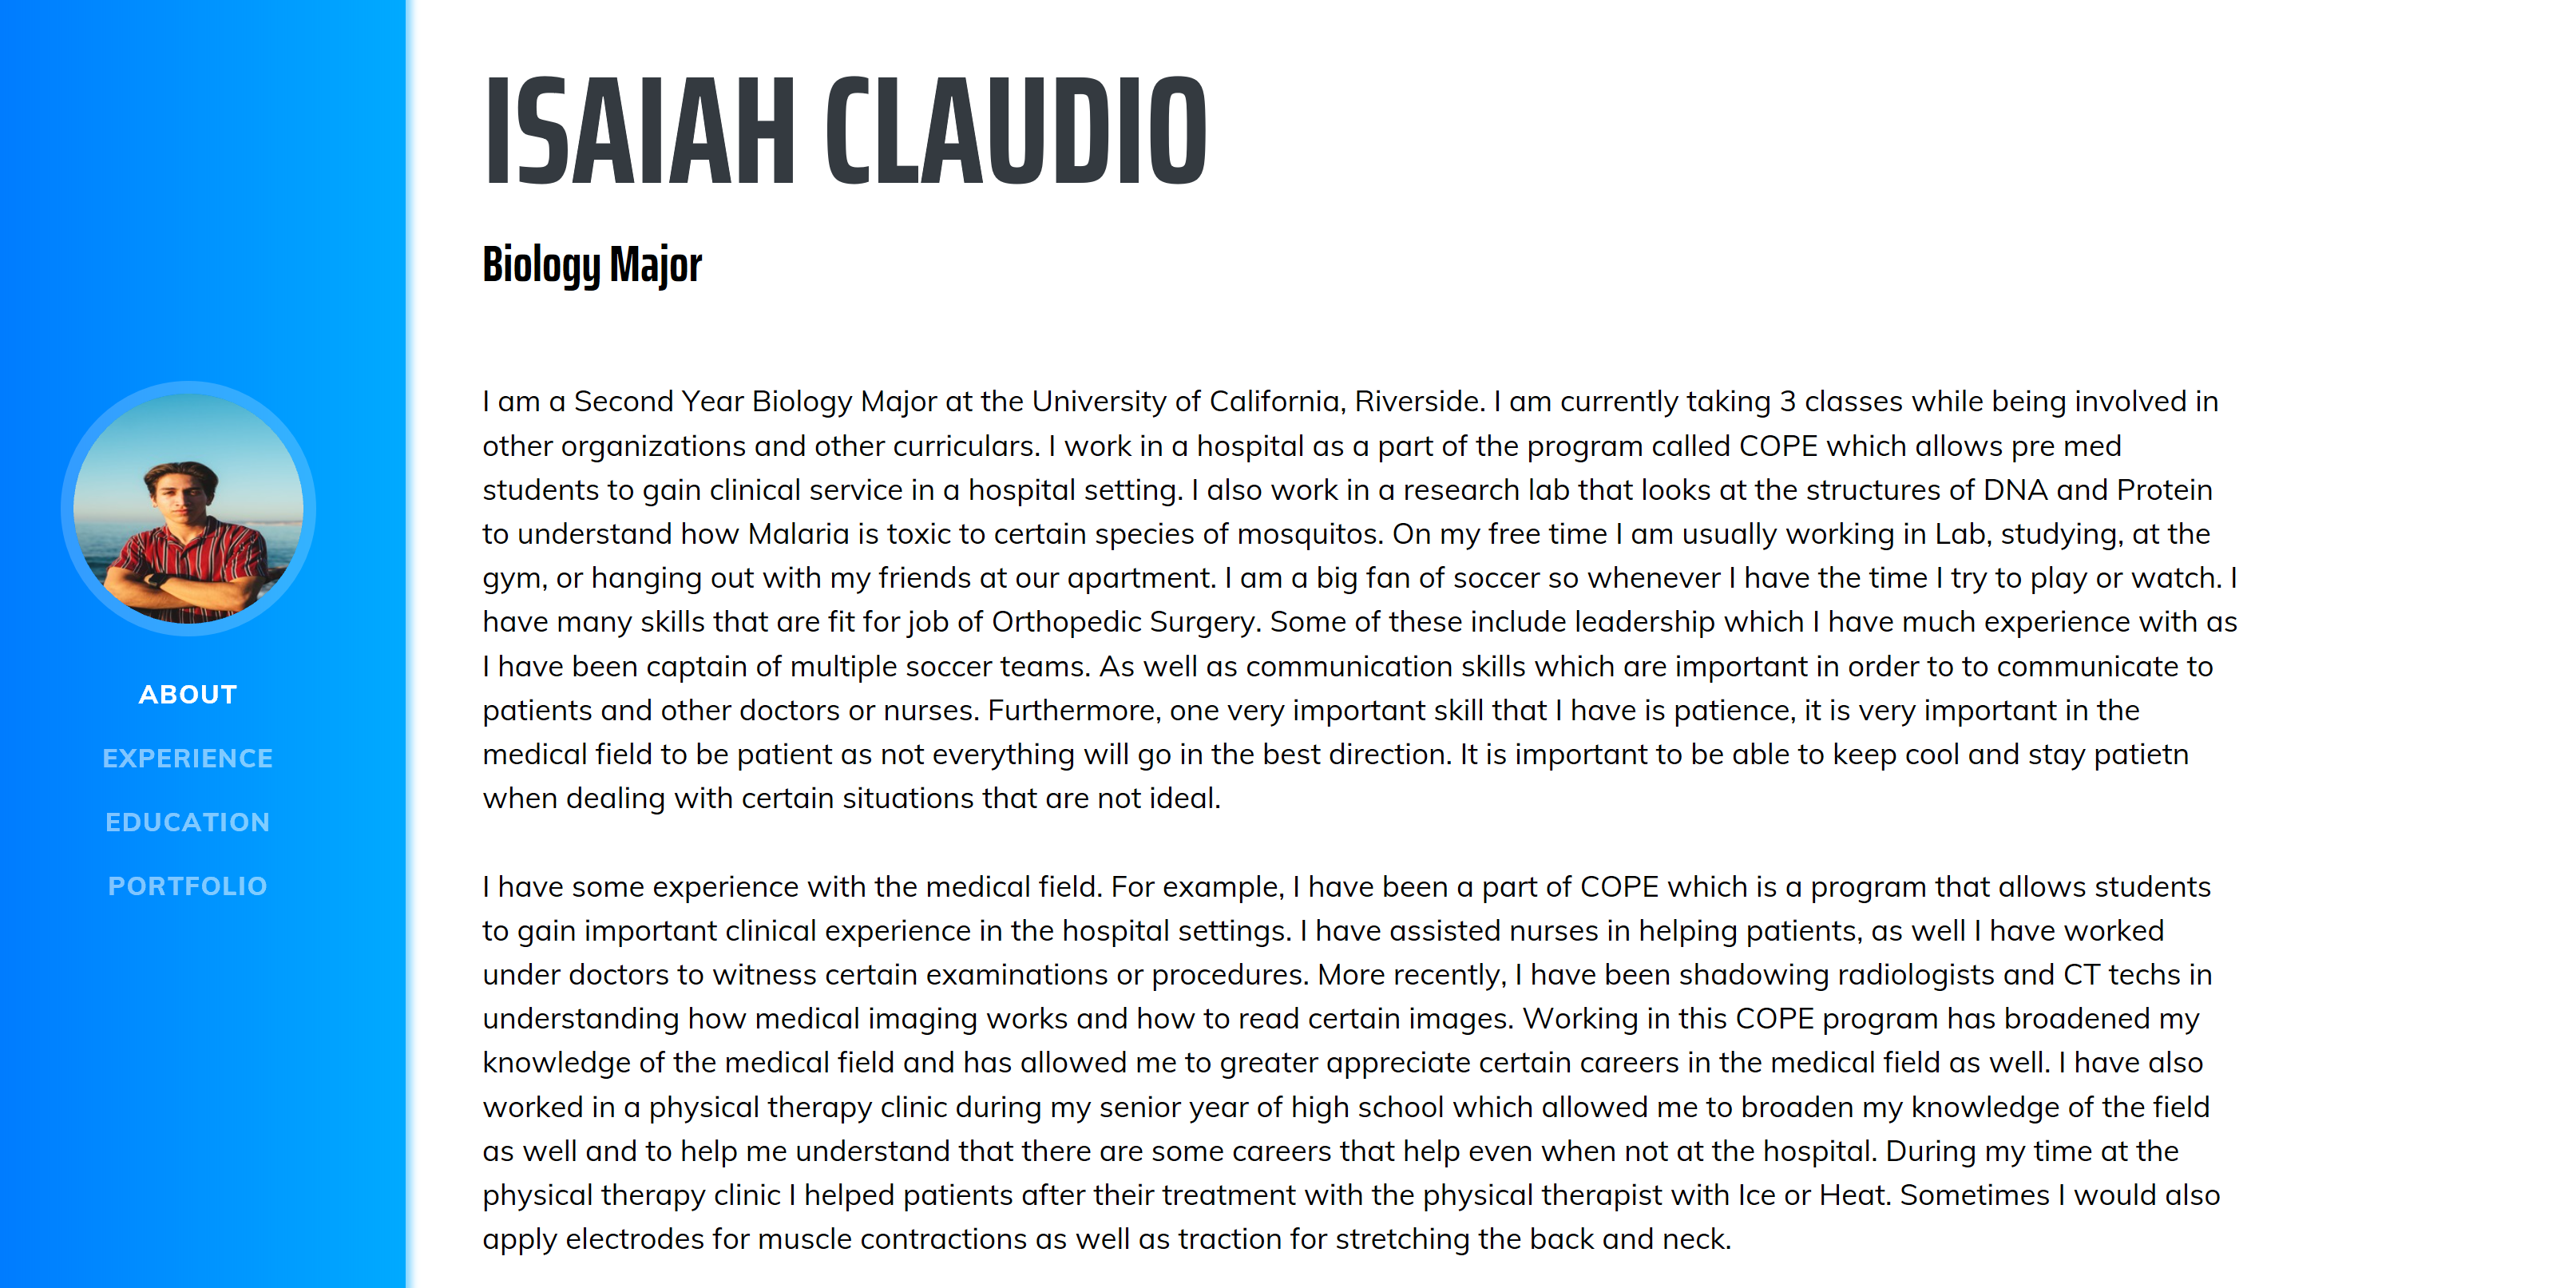 ISAIAH CLAUDIO
Biology Major
I am a Second Year Biology Major at the University of California, Riverside. I am currently taking 3 classes while being involved in
other organizations and other curriculars. I work in a hospital as a part of the program called COPE which allows pre med
students to gain clinical service in a hospital setting. I also work in a research lab that looks at the structures of DNA and Protein
to understand how Malaria is toxic to certain species of mosquitos. On my free time I am usually working in Lab, studying, at the
gym, or hanging out with my friends at our apartment. I am a big fan of soccer so whenever I have the time I try to play or watch. I
have many skills that are fit for job of Orthopedic Surgery. Some of these include leadership which I have much experience with as
I have been captain of multiple soccer teams. As well as communication skills which are important in order to to communicate to
patients and other doctors or nurses. Furthermore, one very important skill that I have is patience, it is very important in the
medical field to be patient as not everything will go in the best direction. It is important to be able to keep cool and stay patietn
when dealing with certain situations that are not ideal.
I have some experience with the medical field. For example, I have been a part of COPE which is a program that allows students
to gain important clinical experience in the hospital settings. I have assisted nurses in helping patients, as well I have worked
under doctors to witness certain examinations or procedures. More recently, I have been shadowing radiologists and CT techs in
understanding how medical imaging works and how to read certain images. Working in this COPE program has broadened my
knowledge of the medical field and has allowed me to greater appreciate certain careers in the medical field as well. I have also
worked in a physical therapy clinic during my senior year of high school which allowed me to broaden my knowledge of the field
as well and to help me understand that there are some careers that help even when not at the hospital. During my time at the
physical therapy clinic I helped patients after their treatment with the physical therapist with Ice or Heat. Sometimes I would also
apply electrodes for muscle contractions as well as traction for stretching the back and neck.
ABOUT
EXPERIENCE
EDUCATION
PORTFOLIO